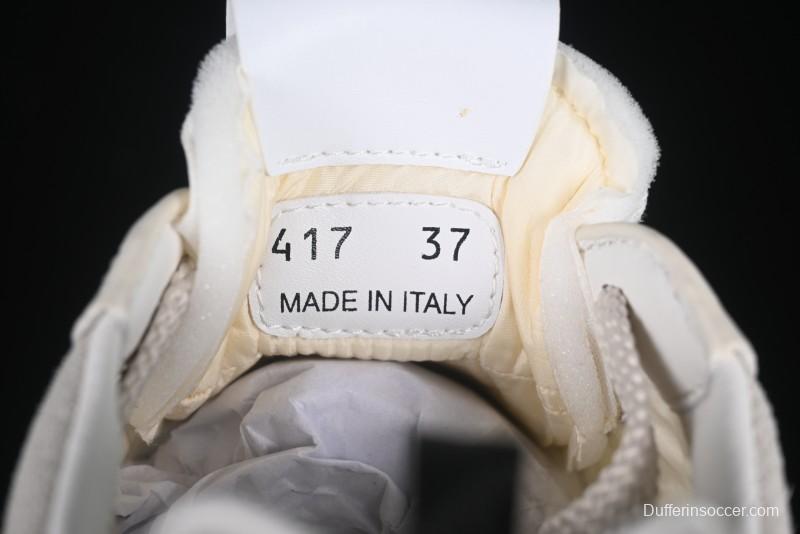 417 37
MADE IN ITALY
Dufferinsoccer.com